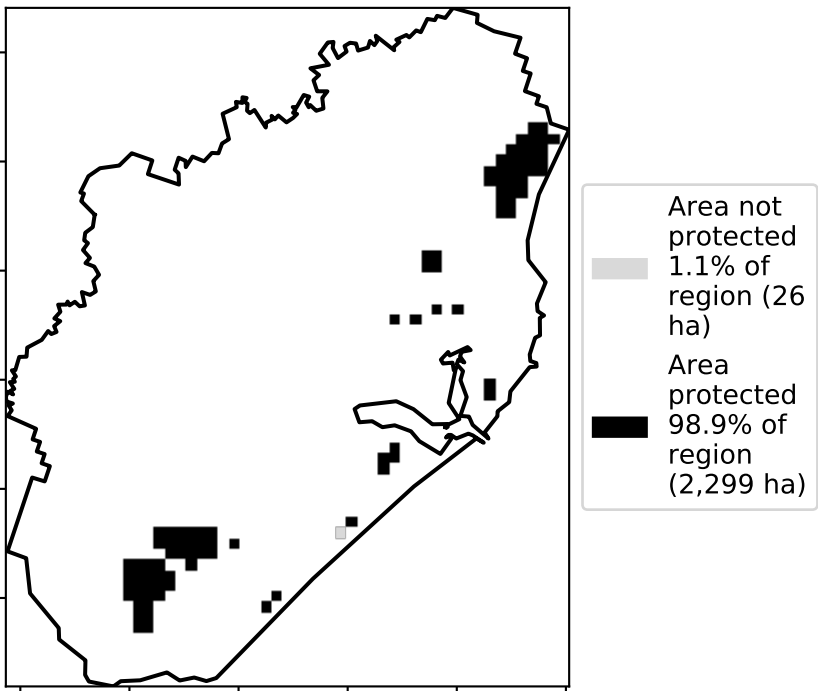 Area not
protected
1.1% of
region (26
ha)
Area
protected
98.9% of
region
(2,299 ha)